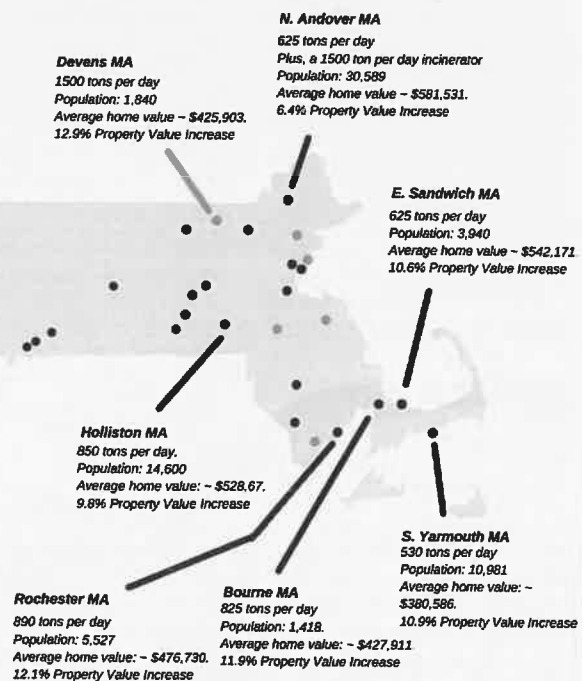 N. Andover MA
625 tons per day
Plus, a 1500 ton per day incinerator
Population: 30,589
Average home value ~ $581,531.
6.4% Property Value Increase
Devens MA
1500 tons per day
Population: 1,840
Average home value ~ $425,903.
12.9% Property Value Increase
E. Sandwich MA
625 tons per day
Population: 3,940
Average home value ~ $542,171
10.6% Property Value Increase
Holliston MA
850 tons per day.
Population: 14,600
Average home value: ~ $528,67.
9.8% Property Value Increase
S. Yarmouth MA
530 tons per day
Population: 10,981
Average home value: ~
$380,586.
10.9% Property Value Increase
Rochester MA
890 tons per day
Population: 5,527
Average home value: ~ $476,730.
12.1% Property Value Increase
Bourne MA
825 tons per day
Population: 1,418.
Average home value: ~ $427,911
11.9% Property Value Increase